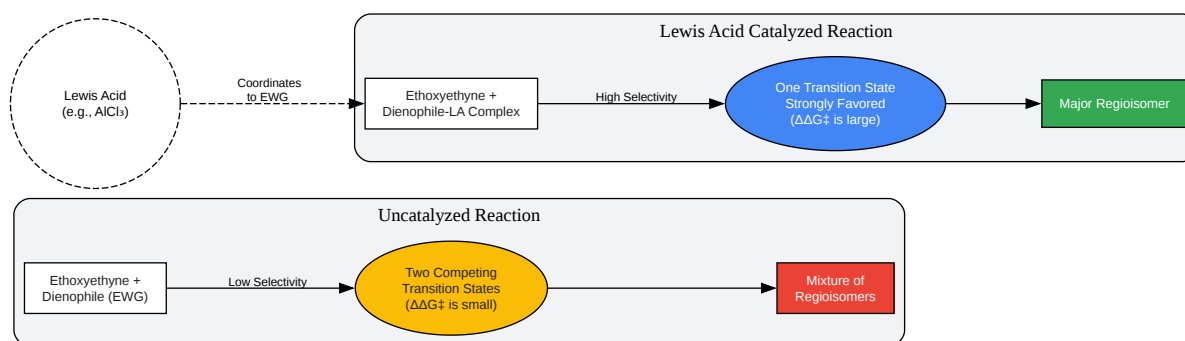 Lewis Acid Catalyzed Reaction
Lewis Acid
(e.g., AlCl₃)
Coordinates
to EWG
Ethoxyethyne +
Dienophile-LA Complex
High Selectivity
One Transition State
Strongly Favored
(ΔΔG‡ is large)
Major Regioisomer
Uncatalyzed Reaction
Ethoxyethyne +
Dienophile (EWG)
Low Selectivity
Two Competing
Transition States
(ΔΔG‡ is small)
Mixture of
Regioisomers